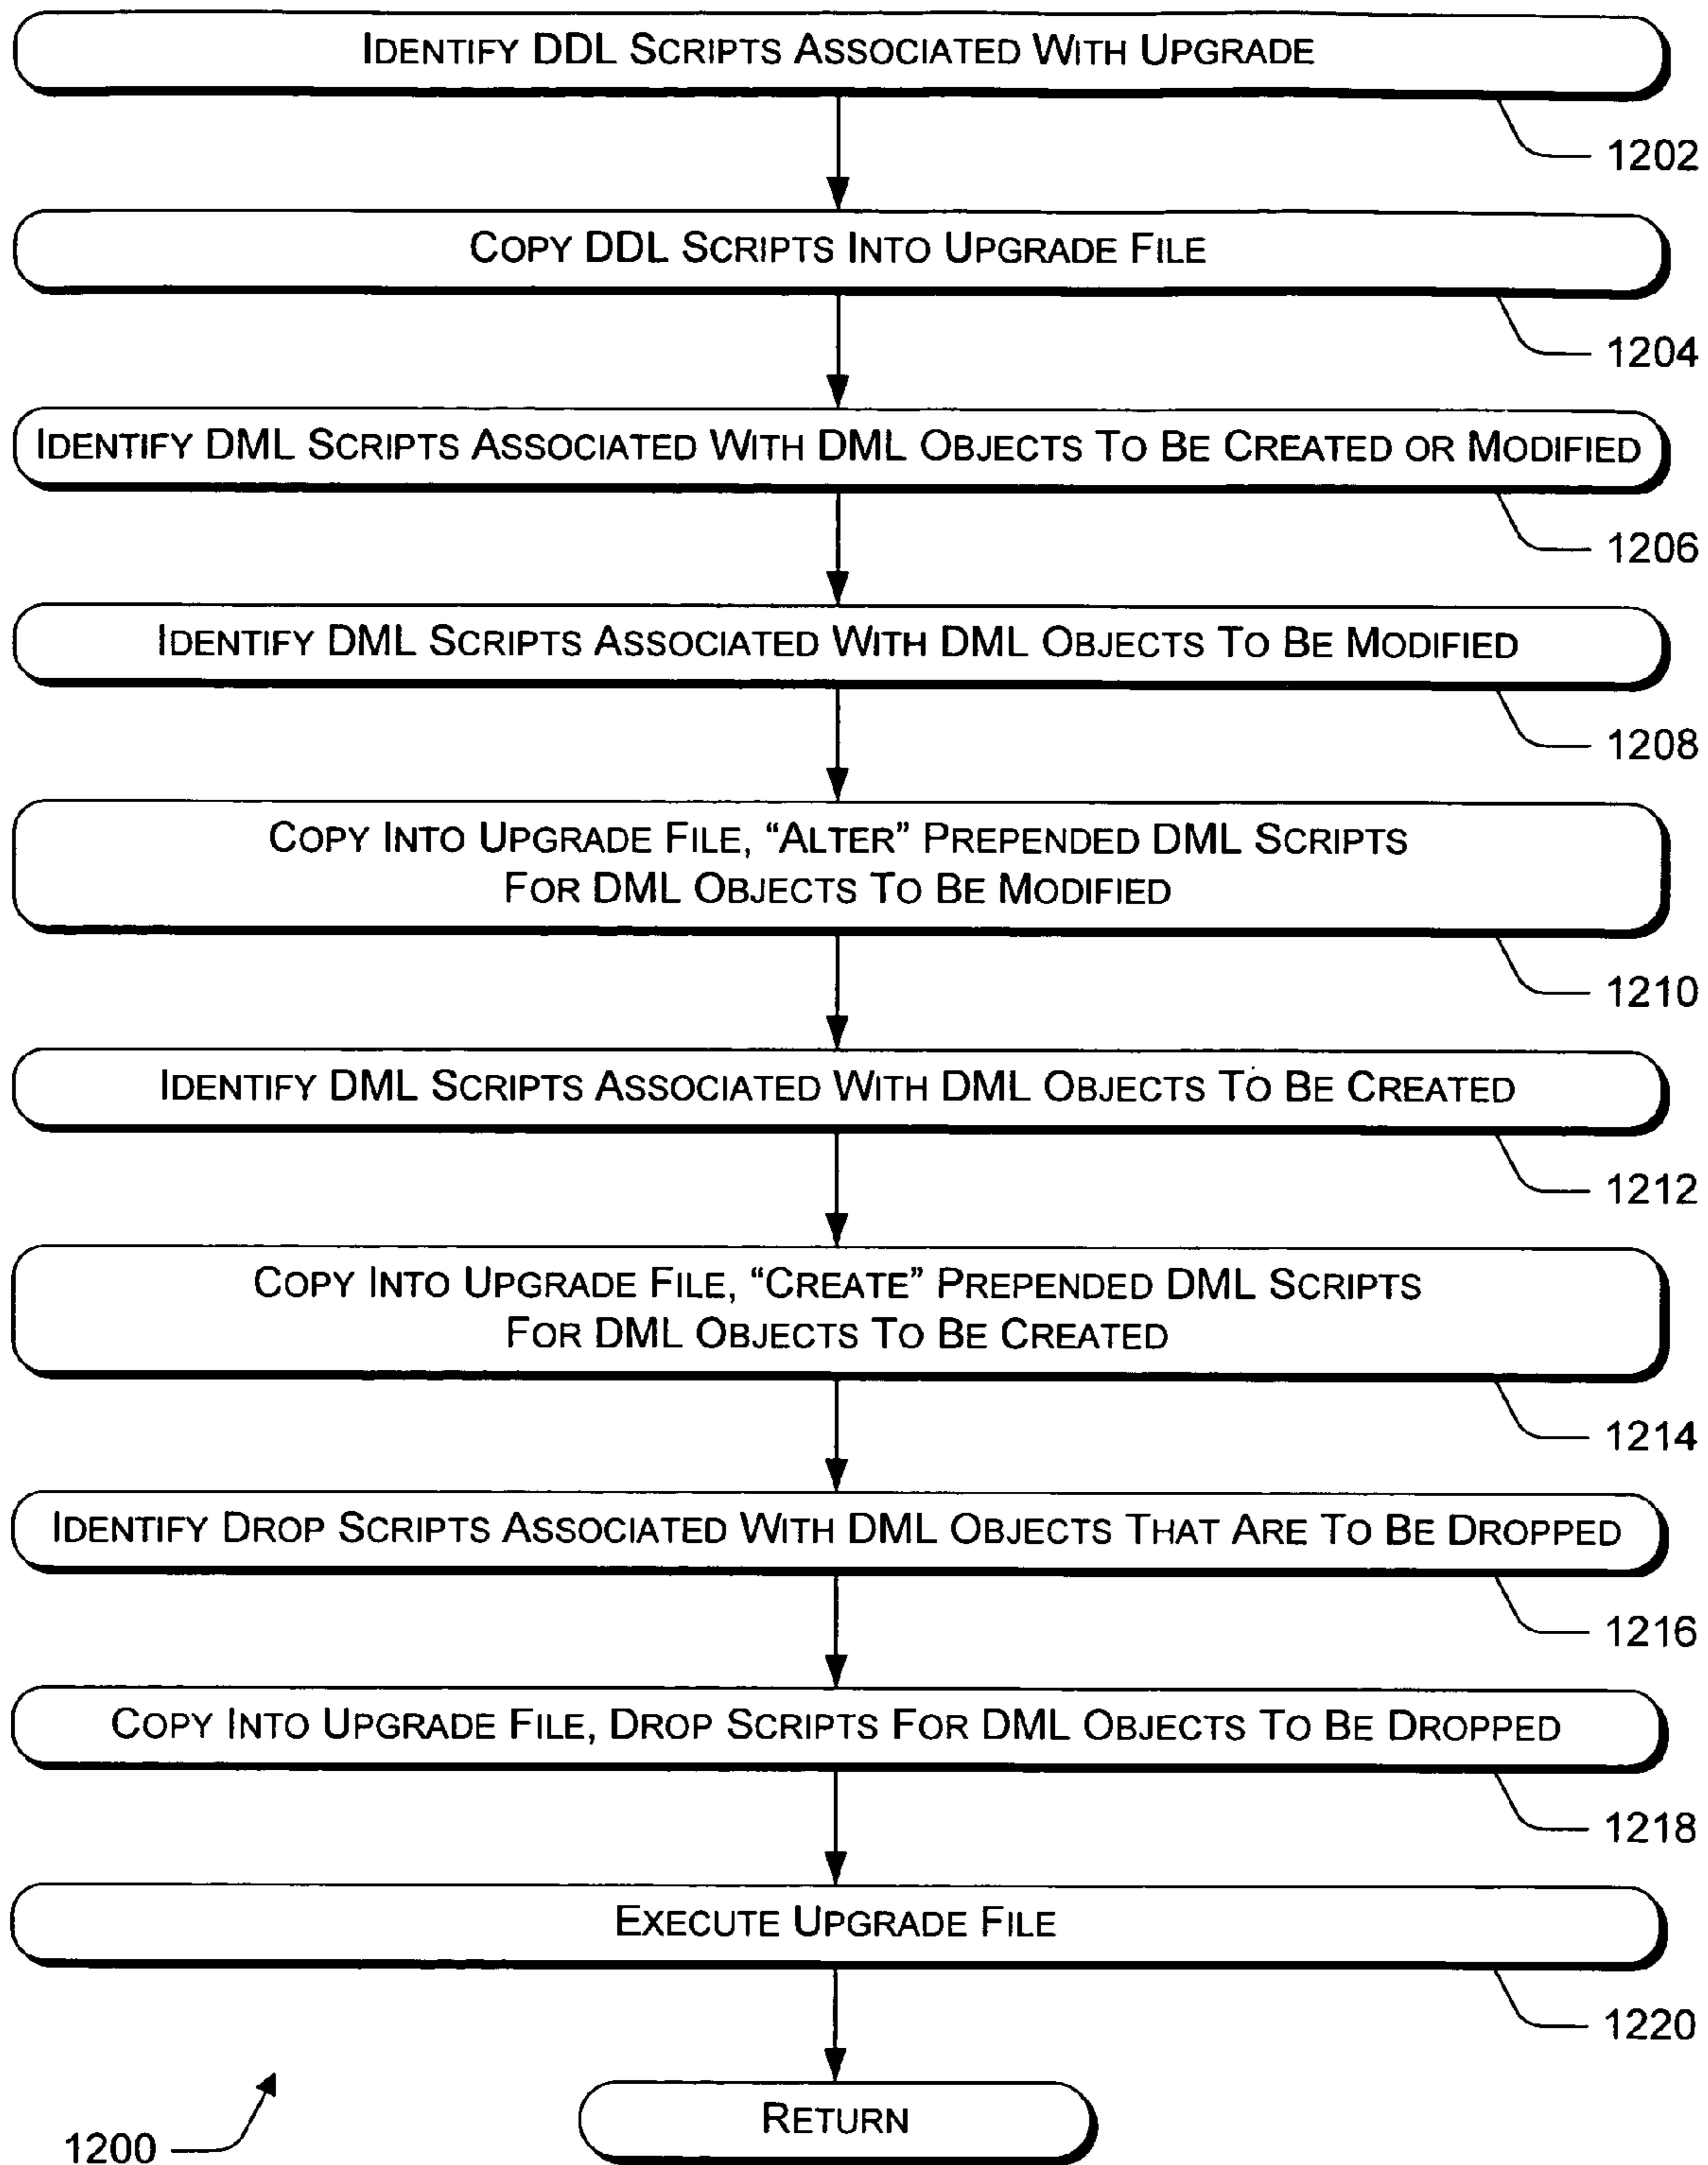 IDENTIFY DDL SCRIPTS ASSOCIATED WITH UPGRADE
1202
COPY DDL SCRIPTS INTO UPGRADE FILE
1204
IDENTIFY DML SCRIPTS ASSOCIATED WITH DML OBJECTS TO BE CREATED OR MODIFIED
1206
IDENTIFY DML SCRIPTS ASSOCIATED WITH DML OBJECTS TO BE MODIFIED
1208
COPY INTO UPGRADE FILE, “ALTER” PREPENDED DML SCRIPTS
FOR DML OBJECTS TO BE MODIFIED
1210
IDENTIFY DML SCRIPTS ASSOCIATED WITH DML OBJECTS TO BE CREATED
1212
COPY INTO UPGRADE FILE, “CREATE” PREPENDED DML SCRIPTS
FOR DML OBJECTS TO BE CREATED
1214
IDENTIFY DROP SCRIPTS ASSOCIATED WITH DML OBJECTS THAT ARE TO BE DROPPED
1216
COPY INTO UPGRADE FILE, DROP SCRIPTS FOR DML OBJECTS TO BE DROPPED
1218
EXECUTE UPGRADE FILE
1220
RETURN
1200